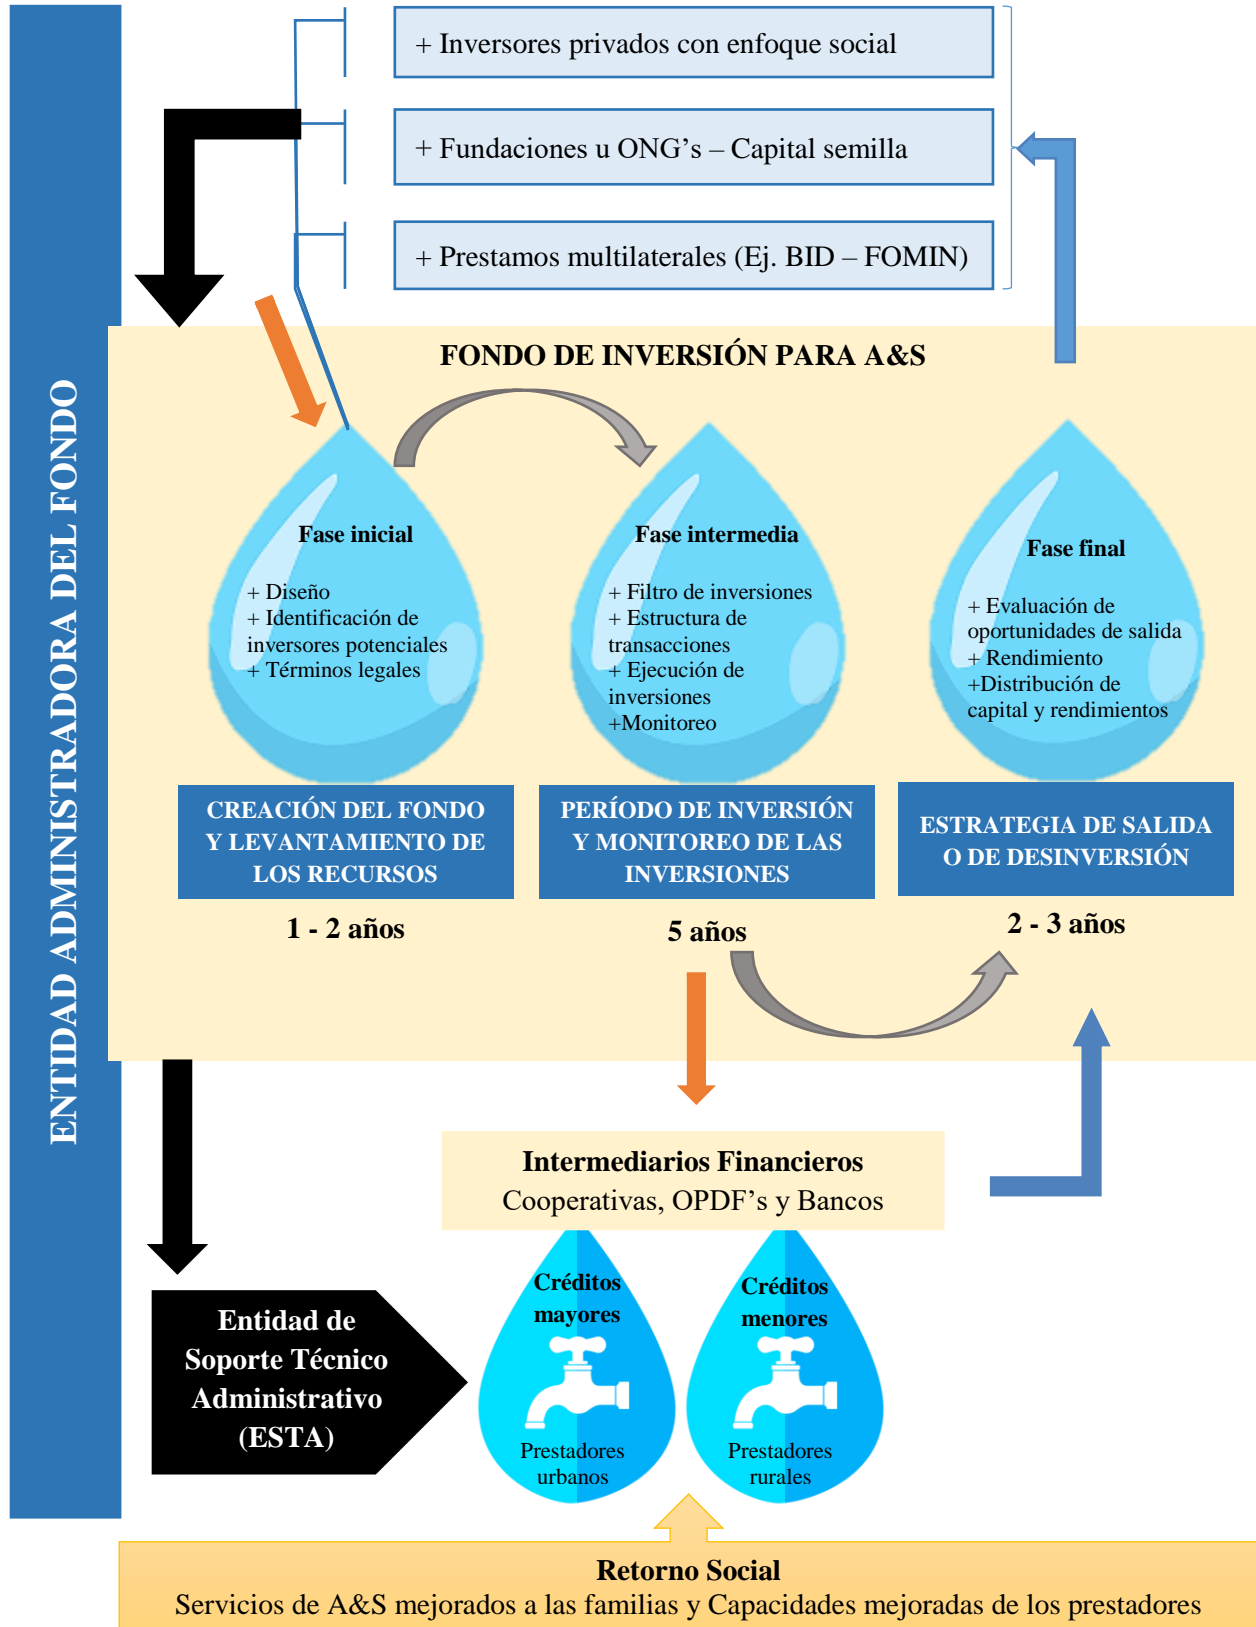 ENTIDAD ADMINISTRADORA DEL FONDO
+ Inversores privados con enfoque social
+ Fundaciones u ONG’s – Capital semilla
+ Prestamos multilaterales (Ej. BID – FOMIN)
FONDO DE INVERSIÓN PARA A&S
Fase inicial
+ Diseño
+ Identificación de
inversores potenciales
+ Términos legales
Fase intermedia
+ Filtro de inversiones
+ Estructura de
transacciones
+ Ejecución de
inversiones
+Monitoreo
Fase final
+ Evaluación de
oportunidades de salida
+ Rendimiento
+Distribución de
capital y rendimientos
CREACIÓN DEL FONDO
Y LEVANTAMIENTO DE
LOS RECURSOS
PERÍODO DE INVERSIÓN
Y MONITOREO DE LAS
INVERSIONES
ESTRATEGIA DE SALIDA
O DE DESINVERSIÓN
1 - 2 años
5 años
2 - 3 años
Intermediarios Financieros
Cooperativas, OPDF’s y Bancos
Entidad de
Soporte Técnico
Administrativo
(ESTA)
Créditos
mayores
Prestadores
urbanos
Créditos
menores
Prestadores
rurales
Retorno Social
Servicios de A&S mejorados a las familias y Capacidades mejoradas de los prestadores